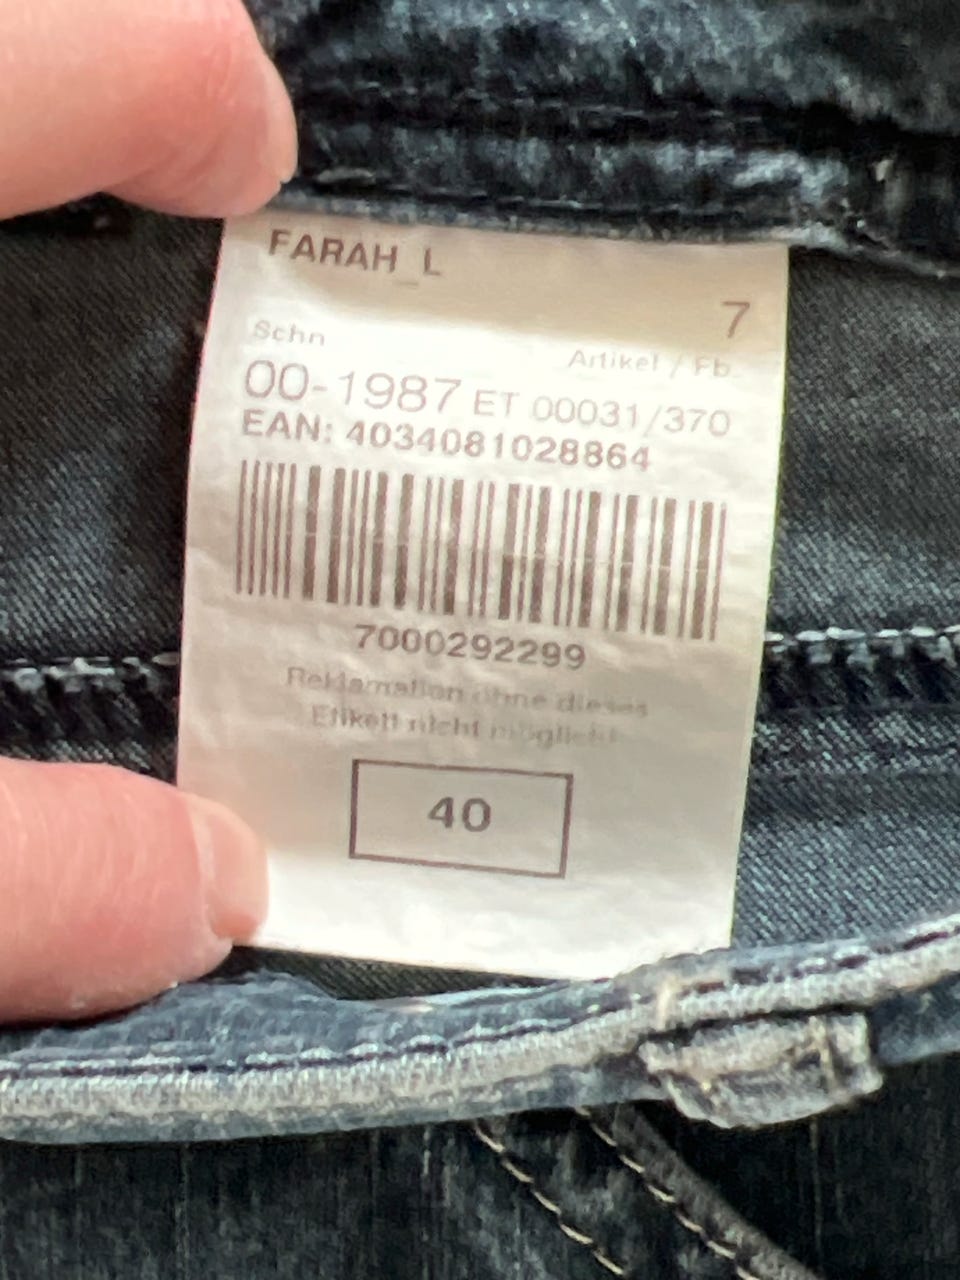 FARAH_L
7
Schn
Artikel / Fb.
00-1987 ET 00031/370
EAN: 4034081028864
7000292299
Reklamation ohne dieses
Etikett nicht möglich!
40